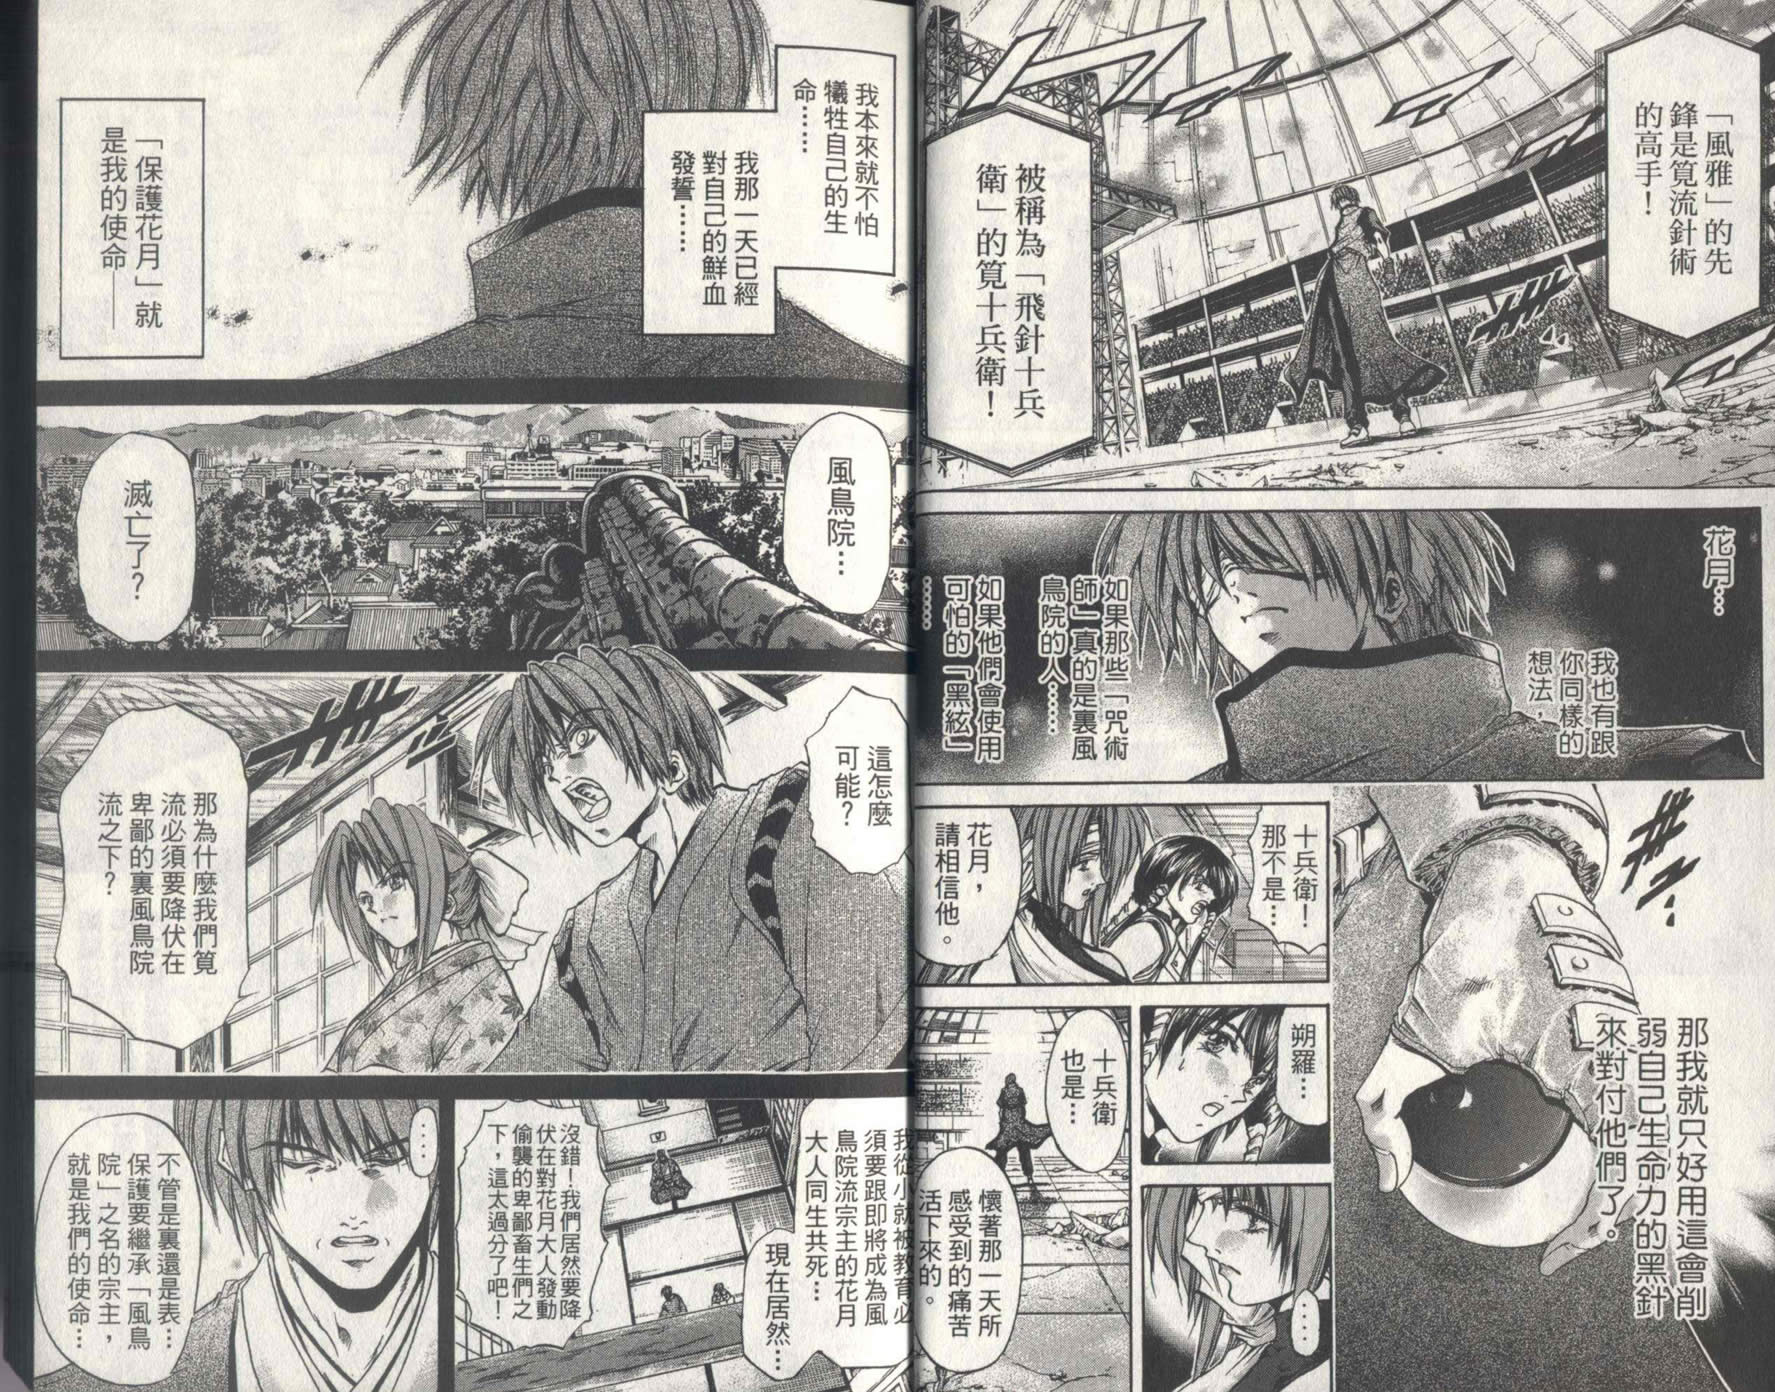 「風雅」的先
鋒是筧流針術
的高手！
被稱為「飛針十兵
衛」的筧十兵衛！
花月…
我也有跟
你同樣的
想法，
如果那些「咒術
師」真的是裏風
鳥院的人……
如果他們會使用
可怕的「黑絃」
……
那我就只好用這會削
弱自己生命力的黑針
來對付他們了。
十兵衛！
那不是…
花月，
請相信他。
朔羅…
十兵衛
也是…
……
懷著那一天所
感受到的痛苦
活下來的。
我本來就不怕
犧牲自己的生
命……
我那一天已經
對自己的鮮血
發誓……
「保護花月」就
是我的使命——
風鳥院…
滅亡了？
這怎麼
可能？
那為什麼我們筧
流必須要降伏在
卑鄙的裏風鳥院
流之下？
我從小就被教育必
須要跟即將成為風
鳥院流宗主的花月
大人同生共死…
現在居然…
沒錯！我們居然要降
伏在對花月大人發動
偷襲的卑鄙畜生們之
下，這太過分了吧！
……
不管是裏還是表…
保護要繼承「風鳥
院」之名的宗主，
就是我們的使命…